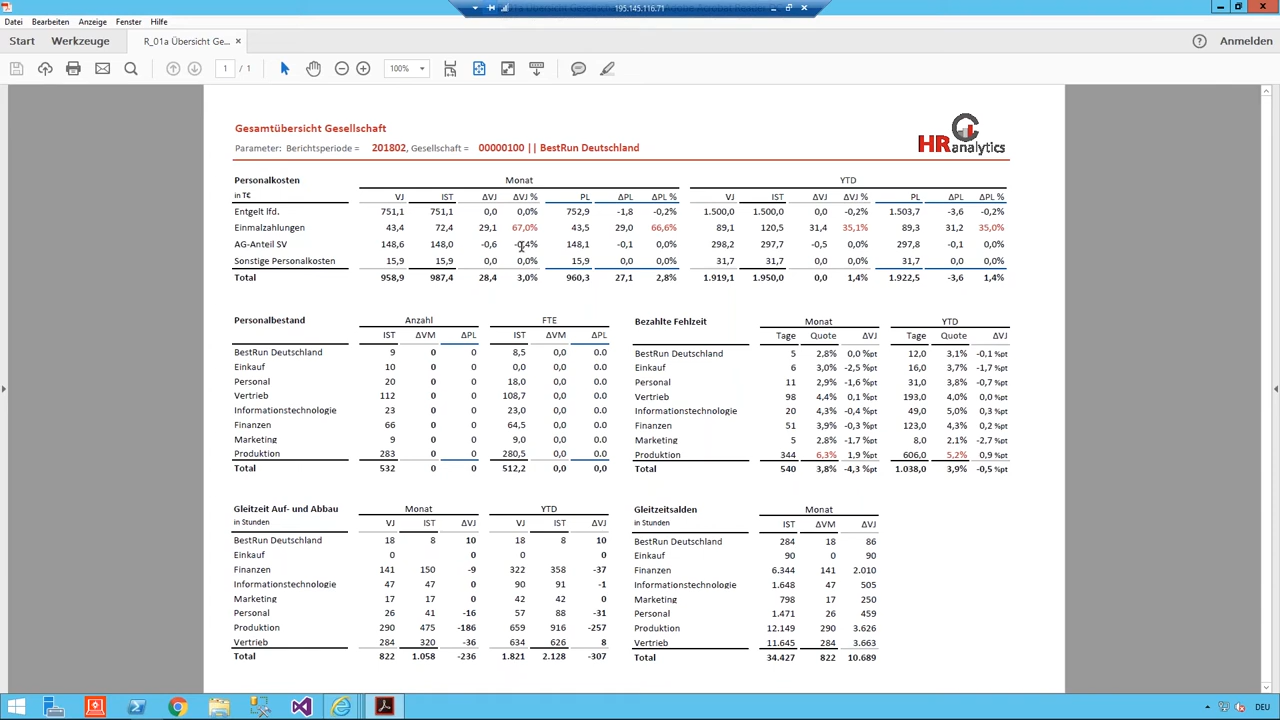 195.145.116.71
Datei Bearbeiten Anzeige Fenster Hilfe
Start Werkzeuge R_01a Übersicht Ge... × Anmelden
1 / 1 100%
Gesamtübersicht Gesellschaft
Parameter: Berichtsperiode = 201802, Gesellschaft = 00000100 || BestRun Deutschland
HRanalytics
Personalkosten Monat YTD
in T€ VJ IST ΔVJ ΔVJ % PL ΔPL ΔPL % VJ IST ΔVJ ΔVJ % PL ΔPL ΔPL %
Entgelt lfd. 751,1 751,1 0,0 0,0% 752,9 -1,8 -0,2% 1.500,0 1.500,0 0,0 -0,2% 1.503,7 -3,6 -0,2%
Einmalzahlungen 43,4 72,4 29,1 67,0% 43,5 29,0 66,6% 89,1 120,5 31,4 35,1% 89,3 31,2 35,0%
AG-Anteil SV 148,6 148,0 -0,6 -0,4% 148,1 -0,1 0,0% 298,2 297,7 -0,5 0,0% 297,8 -0,1 0,0%
Sonstige Personalkosten 15,9 15,9 0,0 0,0% 15,9 0,0 0,0% 31,7 31,7 0,0 0,0% 31,7 0,0 0,0%
Total 958,9 987,4 28,4 3,0% 960,3 27,1 2,8% 1.919,1 1.950,0 0,0 1,4% 1.922,5 -3,6 1,4%
Personalbestand Anzahl FTE
IST ΔVM ΔPL IST ΔVM ΔPL
BestRun Deutschland 9 0 0 8,5 0,0 0.0
Einkauf 10 0 0 0,0 0,0 0.0
Personal 20 0 0 18,0 0,0 0.0
Vertrieb 112 0 0 108,7 0,0 0.0
Informationstechnologie 23 0 0 23,0 0,0 0.0
Finanzen 66 0 0 64,5 0,0 0.0
Marketing 9 0 0 9,0 0,0 0.0
Produktion 283 0 0 280,5 0,0 0.0
Total 532 0 0 512,2 0,0 0,0
Bezahlte Fehlzeit Monat YTD
Tage Quote ΔVJ Tage Quote ΔVJ
BestRun Deutschland 5 2,8% 0,0 %pt 12,0 3,1% -0,1 %pt
Einkauf 6 3,0% -2,5 %pt 16,0 3,7% -1,7 %pt
Personal 11 2,9% -1,6 %pt 31,0 3,8% -0,7 %pt
Vertrieb 98 4,4% 0,1 %pt 193,0 4,0% 0,0 %pt
Informationstechnologie 20 4,3% -0,4 %pt 49,0 5,0% 0,3 %pt
Finanzen 51 3,9% -0,3 %pt 123,0 4,3% 0,2 %pt
Marketing 5 2,8% -1,7 %pt 8,0 2,1% -2,7 %pt
Produktion 344 6,3% 1,9 %pt 606,0 5,2% 0,9 %pt
Total 540 3,8% -4,3 %pt 1.038,0 3,9% -0,5 %pt
Gleitzeit Auf- und Abbau Monat YTD
in Stunden VJ IST ΔVJ VJ IST ΔVJ
BestRun Deutschland 18 8 10 18 8 10
Einkauf 0 0 0 0
Finanzen 141 150 -9 322 358 -37
Informationstechnologie 47 47 0 90 91 -1
Marketing 17 17 0 42 42 0
Personal 26 41 -16 57 88 -31
Produktion 290 475 -186 659 916 -257
Vertrieb 284 320 -36 634 626 8
Total 822 1.058 -236 1.821 2.128 -307
Gleitzeitsalden Monat
in Stunden IST ΔVM ΔVJ
BestRun Deutschland 284 18 86
Einkauf 90 0 90
Finanzen 6.344 141 2.010
Informationstechnologie 1.648 47 505
Marketing 798 17 250
Personal 1.471 26 459
Produktion 12.149 290 3.626
Vertrieb 11.645 284 3.663
Total 34.427 822 10.689
DEU